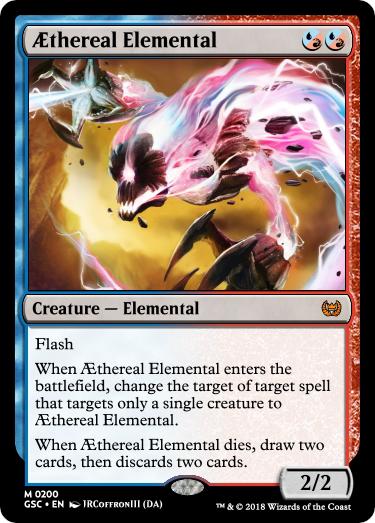 Æthereal Elemental
Creature — Elemental
Flash
When Æthereal Elemental enters the
battlefield, change the target of target spell
that targets only a single creature to
Æthereal Elemental.
When Æthereal Elemental dies, draw two
cards, then discards two cards.
2/2
M 0200
GSC • EN JRCoffronIII (DA)
™ & © 2018 Wizards of the Coast